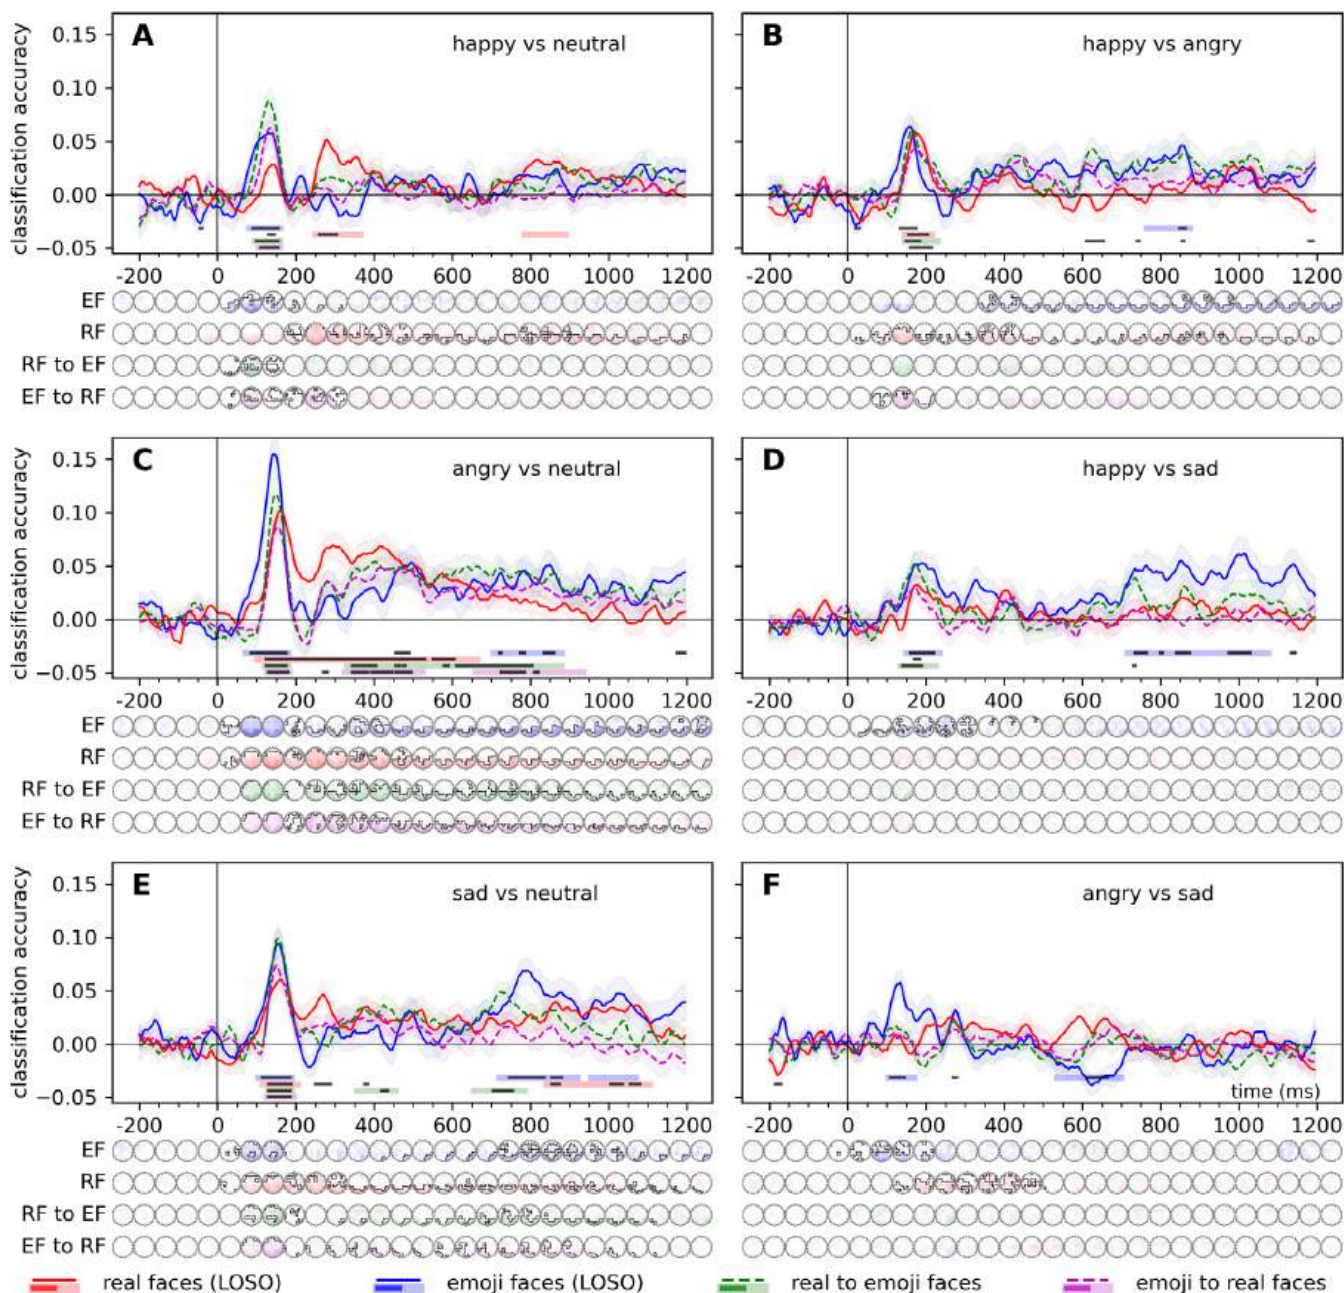 A
happy vs neutral
B
happy vs angry
classification accuracy
0.15
0.10
0.05
0.00
−0.05
-200 0 200 400 600 800 1000 1200
-200 0 200 400 600 800 1000 1200
EF
RF
RF to EF
EF to RF
C
angry vs neutral
D
happy vs sad
classification accuracy
0.15
0.10
0.05
0.00
−0.05
-200 0 200 400 600 800 1000 1200
-200 0 200 400 600 800 1000 1200
EF
RF
RF to EF
EF to RF
E
sad vs neutral
F
angry vs sad
classification accuracy
0.15
0.10
0.05
0.00
−0.05
time (ms)
-200 0 200 400 600 800 1000 1200
-200 0 200 400 600 800 1000 1200
EF
RF
RF to EF
EF to RF
real faces (LOSO) emoji faces (LOSO) real to emoji faces emoji to real faces